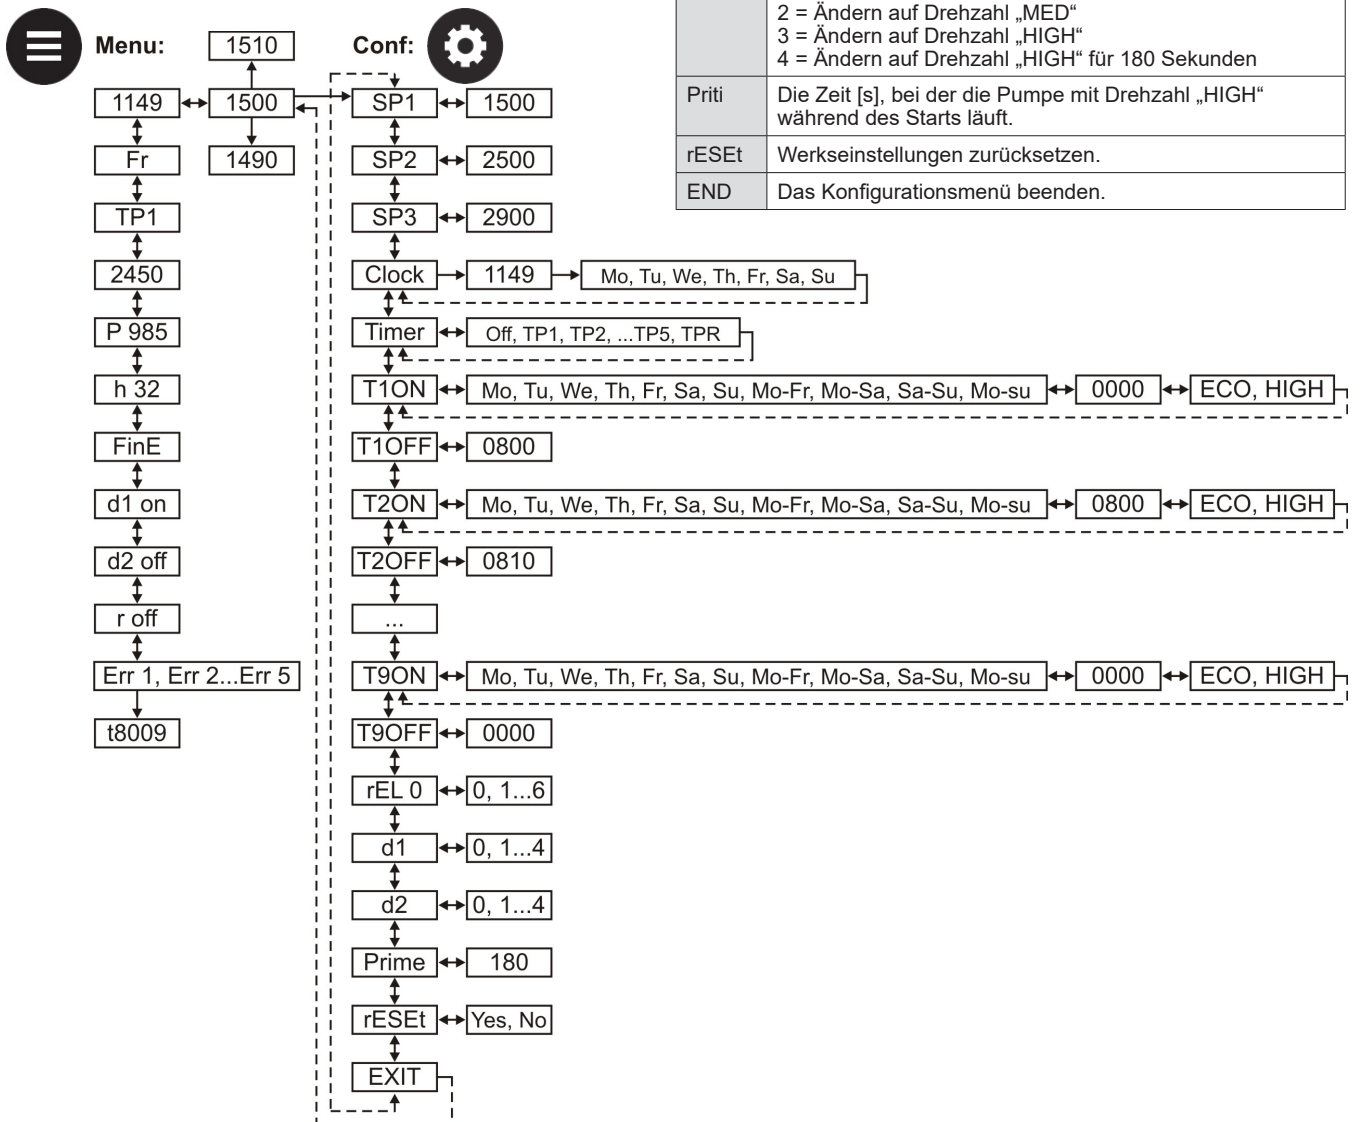 Menu:
1510
1149
1500
1490
Fr
TP1
2450
P 985
h 32
FinE
d1 on
d2 off
r off
Err 1, Err 2...Err 5
t8009
Conf:
SP1
1500
SP2
2500
SP3
2900
Clock
1149
Mo, Tu, We, Th, Fr, Sa, Su
Timer
Off, TP1, TP2, ...TP5, TPR
T1ON
Mo, Tu, We, Th, Fr, Sa, Su, Mo-Fr, Mo-Sa, Sa-Su, Mo-su
0000
ECO, HIGH
T1OFF
0800
T2ON
Mo, Tu, We, Th, Fr, Sa, Su, Mo-Fr, Mo-Sa, Sa-Su, Mo-su
0800
ECO, HIGH
T2OFF
0810
...
T9ON
Mo, Tu, We, Th, Fr, Sa, Su, Mo-Fr, Mo-Sa, Sa-Su, Mo-su
0000
ECO, HIGH
T9OFF
0000
rEL 0
0, 1...6
d1
0, 1...4
d2
0, 1...4
Prime
180
rESEt
Yes, No
EXIT
2 = Ändern auf Drehzahl „MED“
3 = Ändern auf Drehzahl „HIGH“
4 = Ändern auf Drehzahl „HIGH“ für 180 Sekunden
Priti
Die Zeit [s], bei der die Pumpe mit Drehzahl „HIGH“
während des Starts läuft.
rESEt
Werkseinstellungen zurücksetzen.
END
Das Konfigurationsmenü beenden.